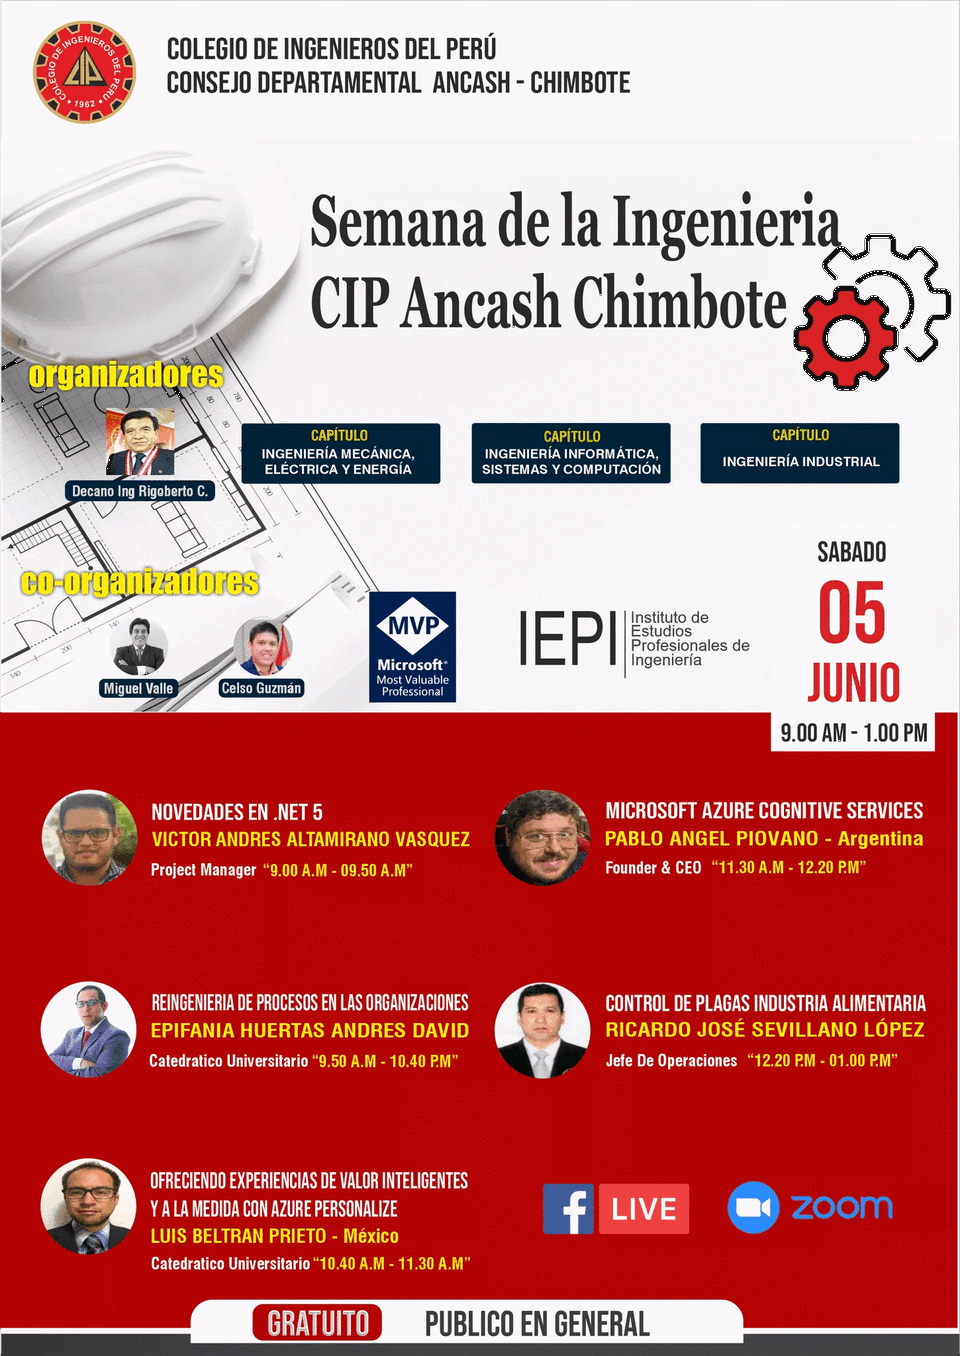 COLEGIO DE INGENIEROS DEL PERÚ
CONSEJO DEPARTAMENTAL ANCASH - CHIMBOTE
COLEGIO DE INGENIEROS DEL PERU
CIP
• 1962 •
Semana de la Ingenieria
CIP Ancash Chimbote
organizadores
Decano Ing Rigoberto C.
CAPÍTULO
INGENIERÍA MECÁNICA,
ELÉCTRICA Y ENERGÍA
CAPÍTULO
INGENIERÍA INFORMÁTICA,
SISTEMAS Y COMPUTACIÓN
CAPÍTULO
INGENIERÍA INDUSTRIAL
co-organizadores
Miguel Valle
Celso Guzmán
MVP
Microsoft®
Most Valuable
Professional
IEPI
Instituto de
Estudios
Profesionales de
Ingeniería
SABADO
05
JUNIO
9.00 AM - 1.00 PM
NOVEDADES EN .NET 5
VICTOR ANDRES ALTAMIRANO VASQUEZ
Project Manager “9.00 A.M - 09.50 A.M”
MICROSOFT AZURE COGNITIVE SERVICES
PABLO ANGEL PIOVANO - Argentina
Founder & CEO “11.30 A.M - 12.20 P.M”
REINGENIERIA DE PROCESOS EN LAS ORGANIZACIONES
EPIFANIA HUERTAS ANDRES DAVID
Catedratico Universitario “9.50 A.M - 10.40 P.M”
CONTROL DE PLAGAS INDUSTRIA ALIMENTARIA
RICARDO JOSÉ SEVILLANO LÓPEZ
Jefe De Operaciones “12.20 P.M - 01.00 P.M”
OFRECIENDO EXPERIENCIAS DE VALOR INTELIGENTES
Y A LA MEDIDA CON AZURE PERSONALIZE
LUIS BELTRAN PRIETO - México
Catedratico Universitario “10.40 A.M - 11.30 A.M”
f LIVE
zoom
GRATUITO PUBLICO EN GENERAL